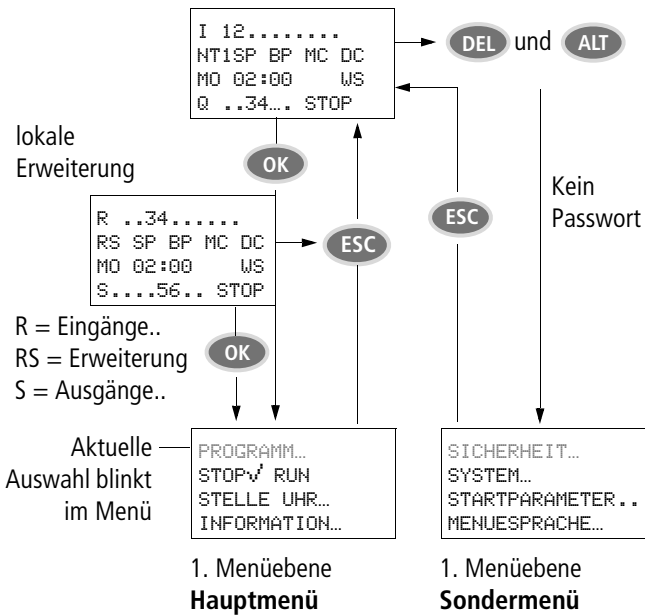 I 12........
NT1SP BP MC DC
MO 02:00 WS
Q ..34…. STOP
DEL und ALT
lokale
Erweiterung
OK
ESC
Kein
Passwort
R ..34......
RS SP BP MC DC
MO 02:00 WS
S....56.. STOP
ESC
R = Eingänge..
RS = Erweiterung
S = Ausgänge..
OK
Aktuelle
Auswahl blinkt
im Menü
PROGRAMM…
STOP√ RUN
STELLE UHR…
INFORMATION…
SICHERHEIT…
SYSTEM…
STARTPARAMETER..
MENUESPRACHE…
1. Menüebene
Hauptmenü
1. Menüebene
Sondermenü